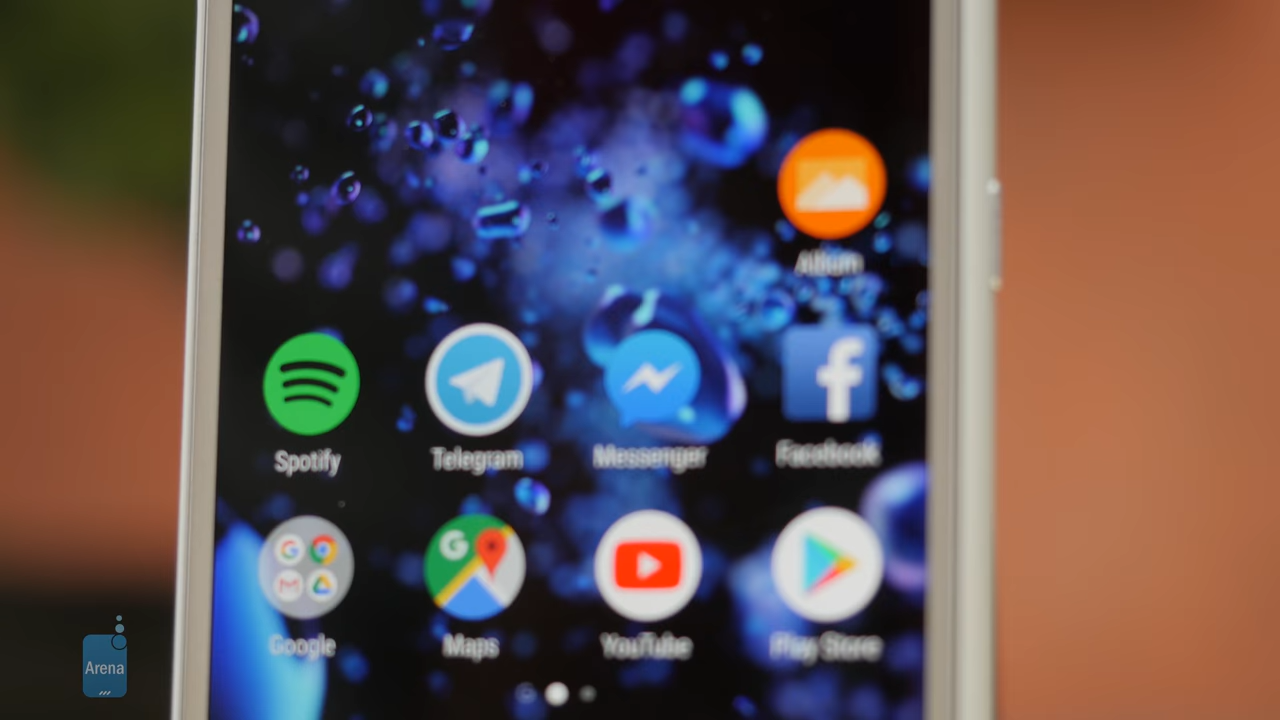 Album
Spotify Telegram Messenger Facebook
G
Google Maps YouTube Play Store
Arena